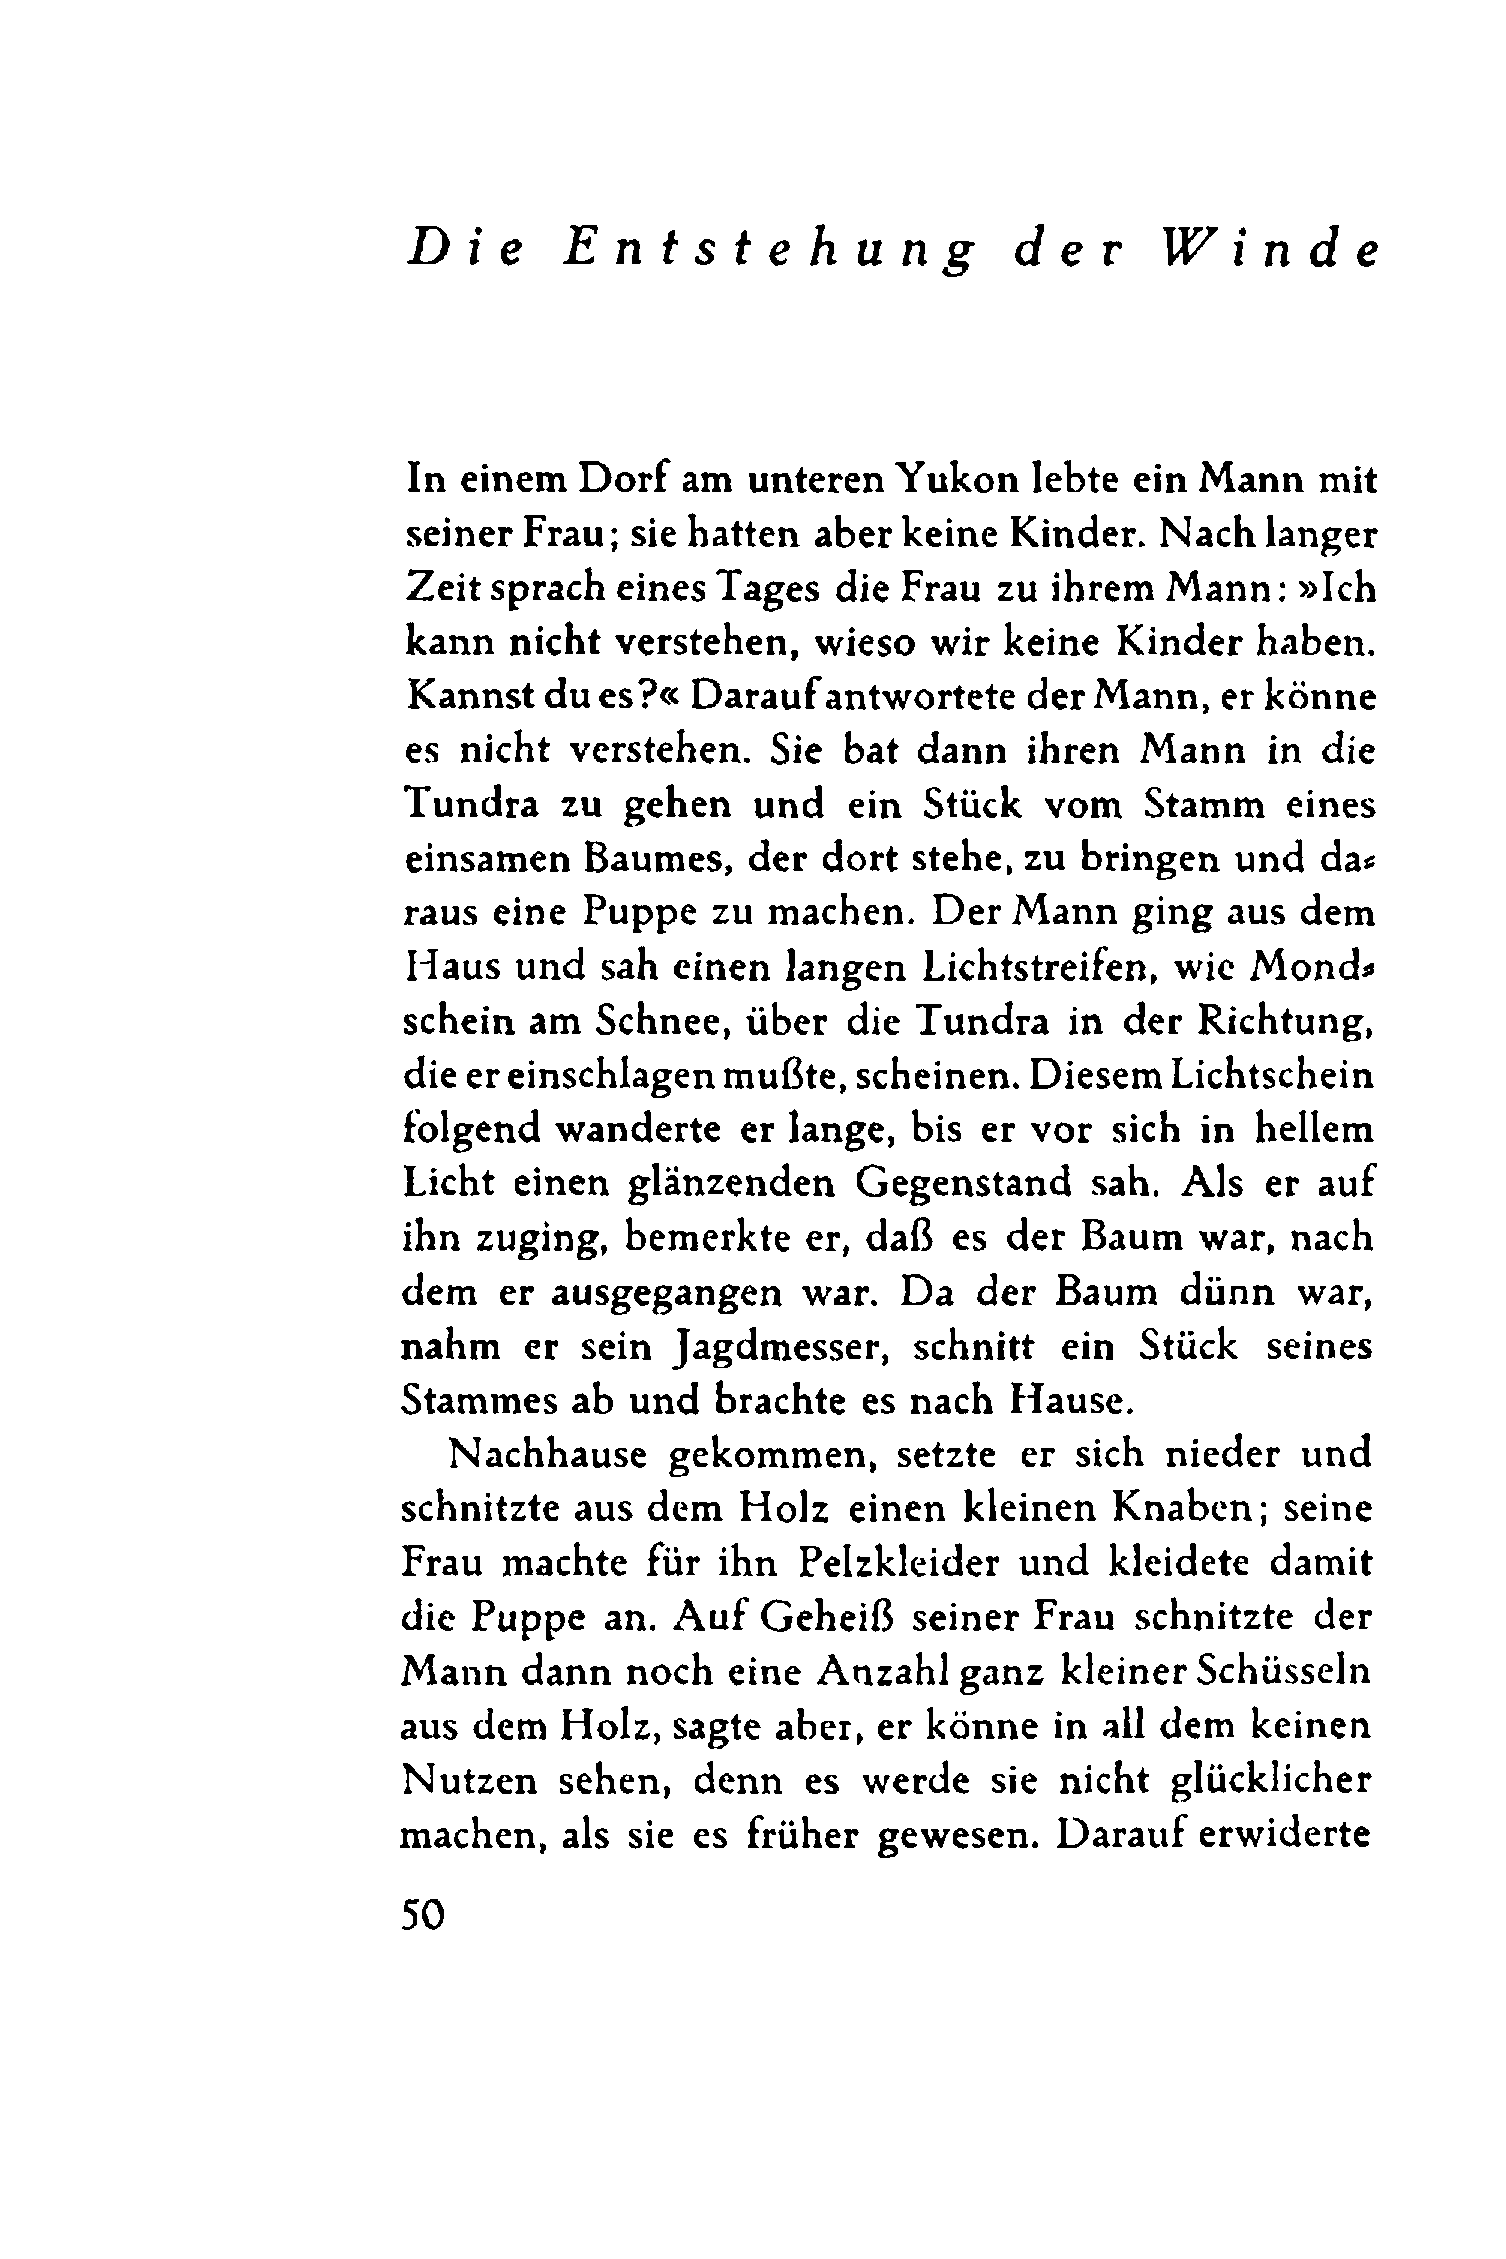 Die Entstehung der Winde
In einem Dorf am unteren Yukon lebte ein Mann mit
seiner Frau; sie hatten aber keine Kinder. Nach langer
Zeit sprach eines Tages die Frau zu ihrem Mann: »Ich
kann nicht verstehen, wieso wir keine Kinder haben.
Kannst du es?« Darauf antwortete der Mann, er könne
es nicht verstehen. Sie bat dann ihren Mann in die
Tundra zu gehen und ein Stück vom Stamm eines
einsamen Baumes, der dort stehe, zu bringen und da-
raus eine Puppe zu machen. Der Mann ging aus dem
Haus und sah einen langen Lichtstreifen, wie Mond-
schein am Schnee, über die Tundra in der Richtung,
die er einschlagen mußte, scheinen. Diesem Lichtschein
folgend wanderte er lange, bis er vor sich in hellem
Licht einen glänzenden Gegenstand sah. Als er auf
ihn zuging, bemerkte er, daß es der Baum war, nach
dem er ausgegangen war. Da der Baum dünn war,
nahm er sein Jagdmesser, schnitt ein Stück seines
Stammes ab und brachte es nach Hause.
Nachhause gekommen, setzte er sich nieder und
schnitzte aus dem Holz einen kleinen Knaben; seine
Frau machte für ihn Pelzkleider und kleidete damit
die Puppe an. Auf Geheiß seiner Frau schnitzte der
Mann dann noch eine Anzahl ganz kleiner Schüsseln
aus dem Holz, sagte aber, er könne in all dem keinen
Nutzen sehen, denn es werde sie nicht glücklicher
machen, als sie es früher gewesen. Darauf erwiderte
50